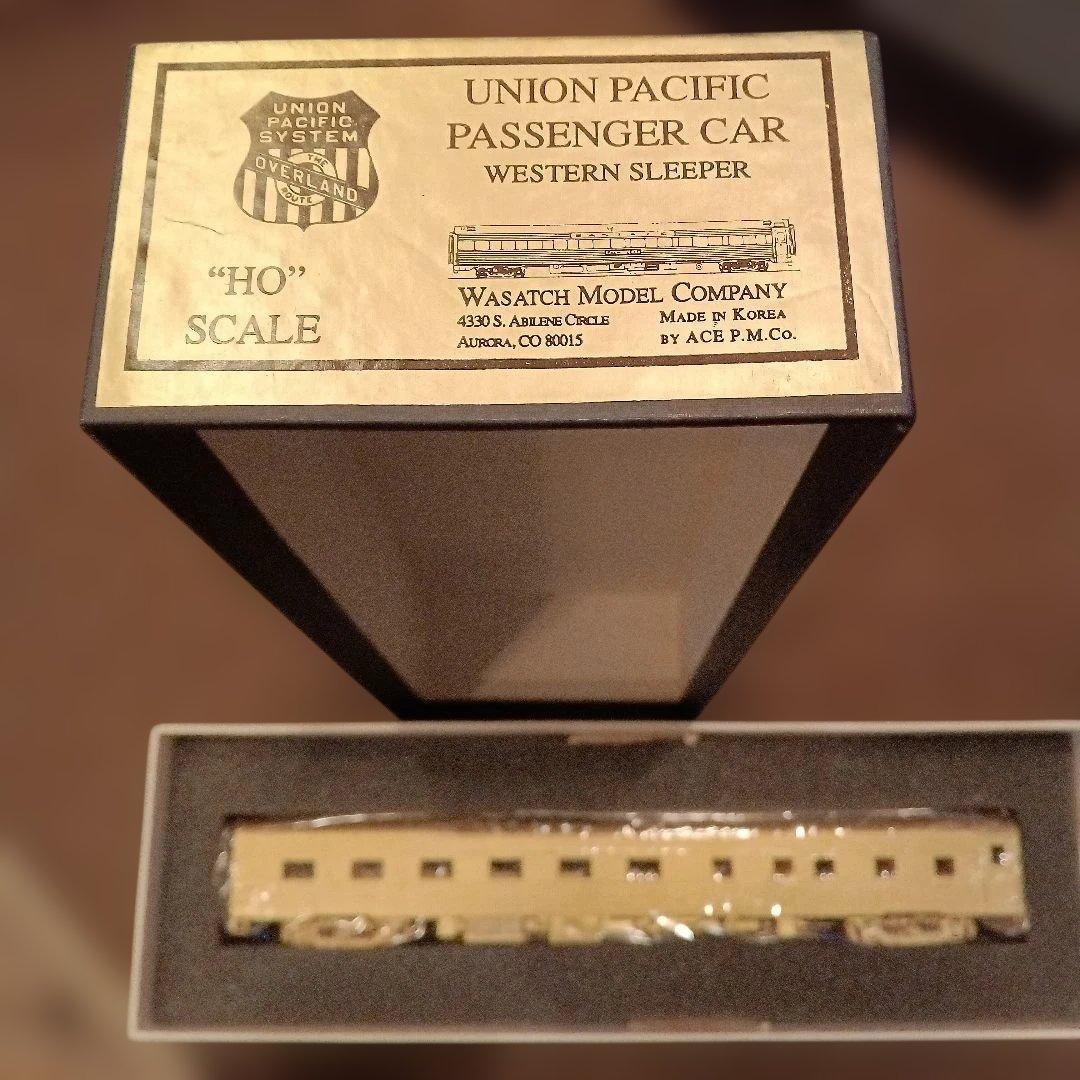 UNION
PACIFIC
SYSTEM
THE
OVERLAND
ROUTE
"HO"
SCALE
UNION PACIFIC
PASSENGER CAR
WESTERN SLEEPER
WASATCH MODEL COMPANY
4330 S. ABILENE CIRCLE
AURORA, CO 80015
MADE IN KOREA
BY ACE P.M.CO.